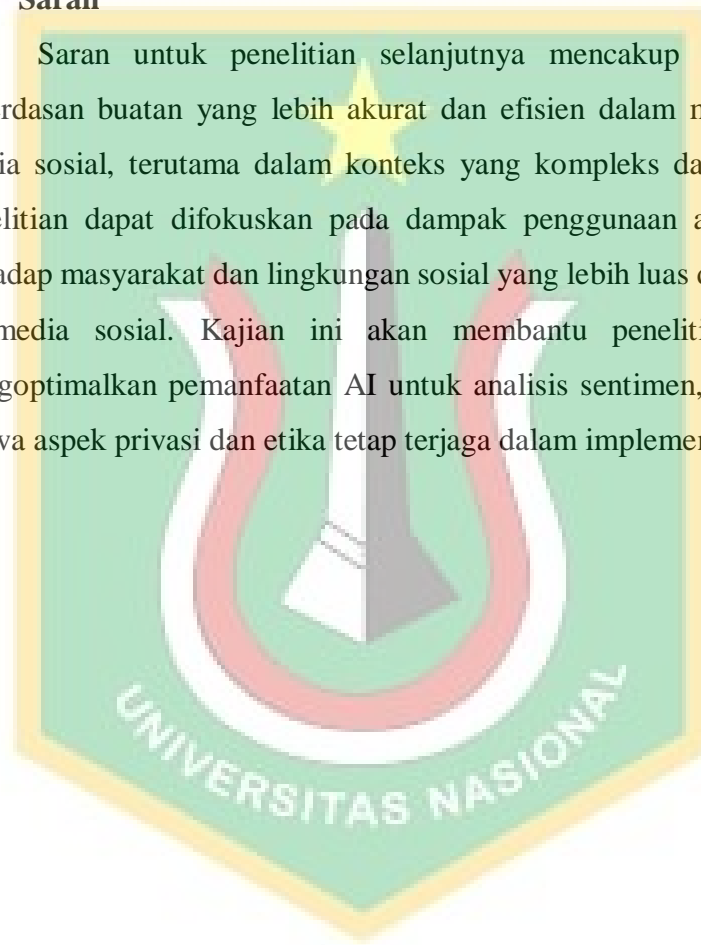 Saran
Saran untuk penelitian selanjutnya mencakup
rdasan buatan yang lebih akurat dan efisien dalam
ia sosial, terutama dalam konteks yang kompleks
elitian dapat difokuskan pada dampak penggunaan
adap masyarakat dan lingkungan sosial yang lebih luas
media sosial. Kajian ini akan membantu peneliti
goptimalkan pemanfaatan AI untuk analisis sentimen,
wa aspek privasi dan etika tetap terjaga dalam implemen
UNIVERSITAS NASIONAL